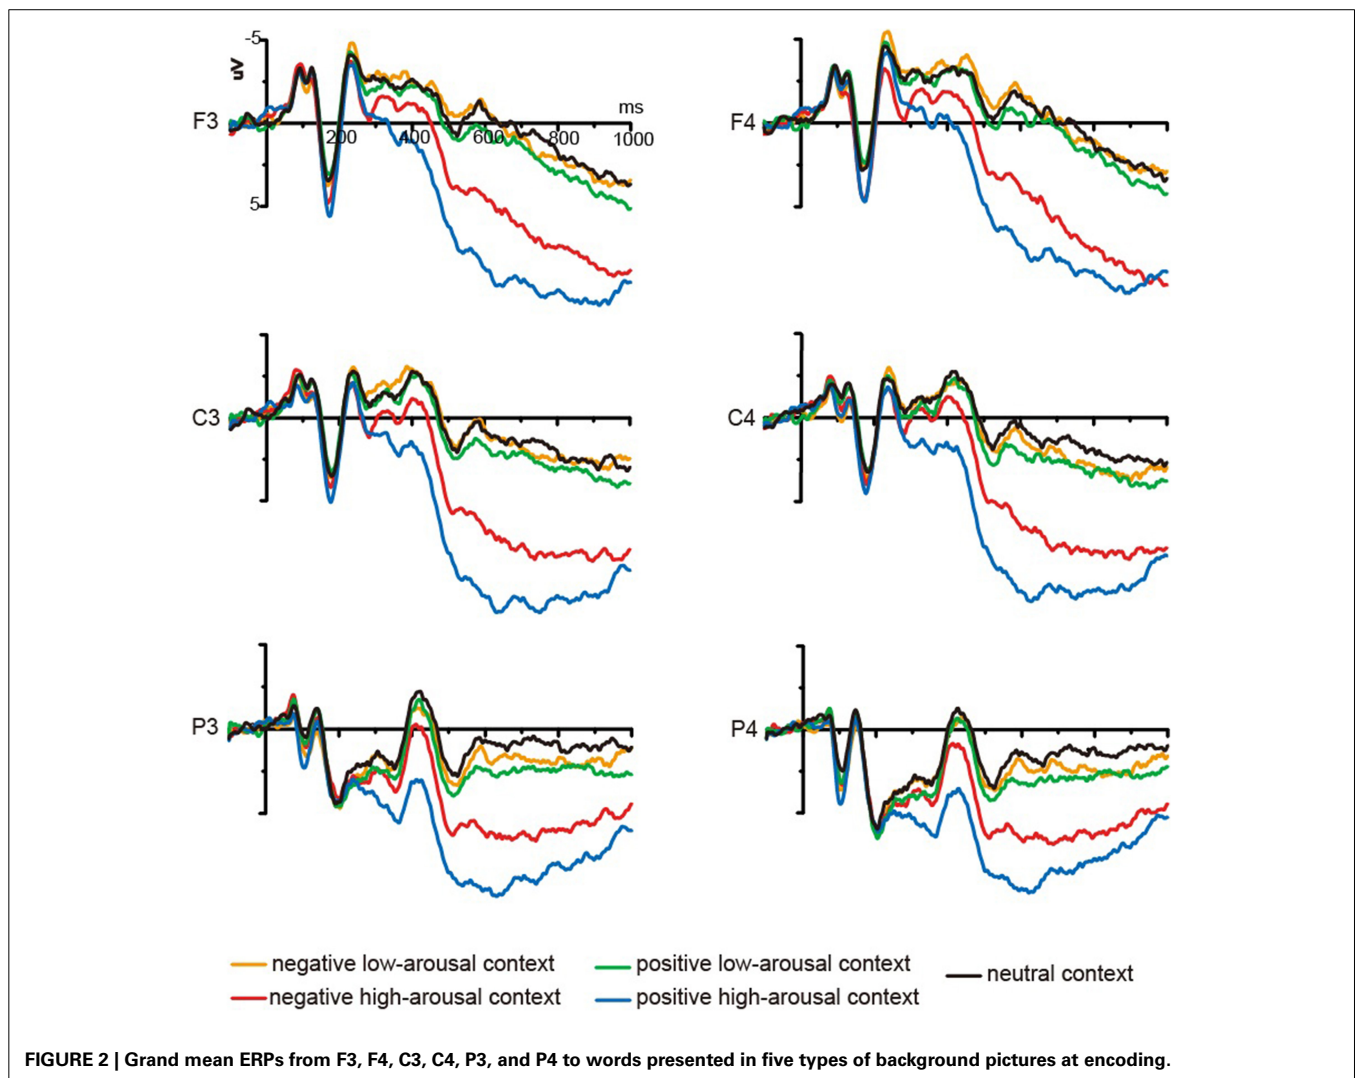 -5
uV
ms
F3
200 400 600 800 1000
5
F4
C3
C4
P3
P4
negative low-arousal context
positive low-arousal context
neutral context
negative high-arousal context
positive high-arousal context
FIGURE 2 | Grand mean ERPs from F3, F4, C3, C4, P3, and P4 to words presented in five types of background pictures at encoding.